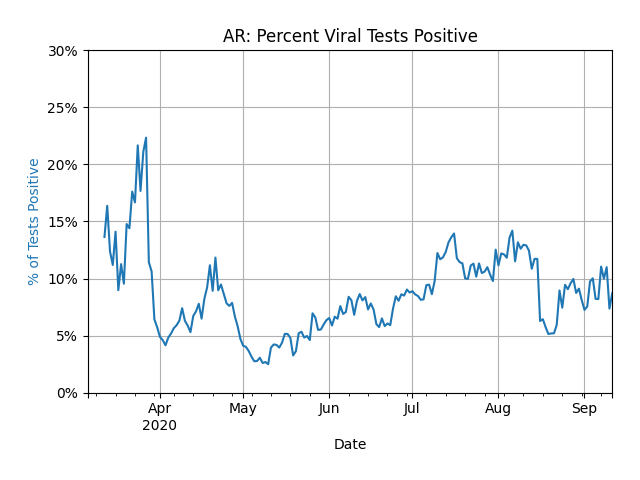 AR: Percent Viral Tests Positive
30%
25%
20%
15%
10%
5%
0%
% of Tests Positive
Apr May Jun Jul Aug Sep
2020
Date